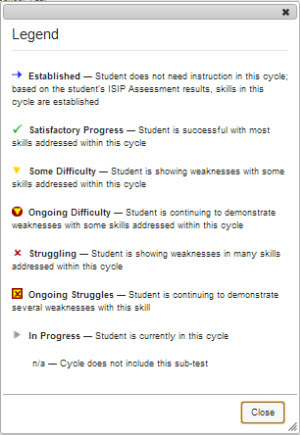 Legend
Established — Student does not need instruction in this cycle;
based on the student's ISIP Assessment results, skills in this
cycle are established
Satisfactory Progress — Student is successful with most
skills addressed within this cycle
Some Difficulty — Student is showing weaknesses with some
skills addressed within this cycle
Ongoing Difficulty — Student is continuing to demonstrate
weaknesses with some skills addressed within this cycle
Struggling — Student is showing weaknesses in many skills
addressed within this cycle
Ongoing Struggles — Student is continuing to demonstrate
several weaknesses with this skill
In Progress — Student is currently in this cycle
n/a — Cycle does not include this sub-test
Close